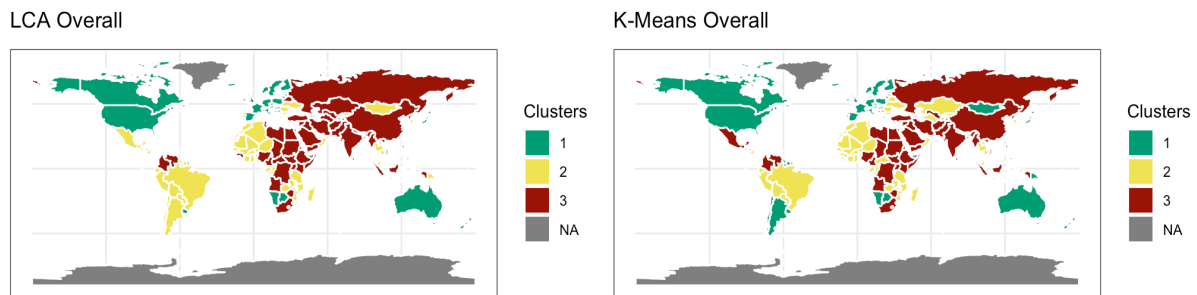 LCA Overall
Clusters
1
2
3
NA
K-Means Overall
Clusters
1
2
3
NA